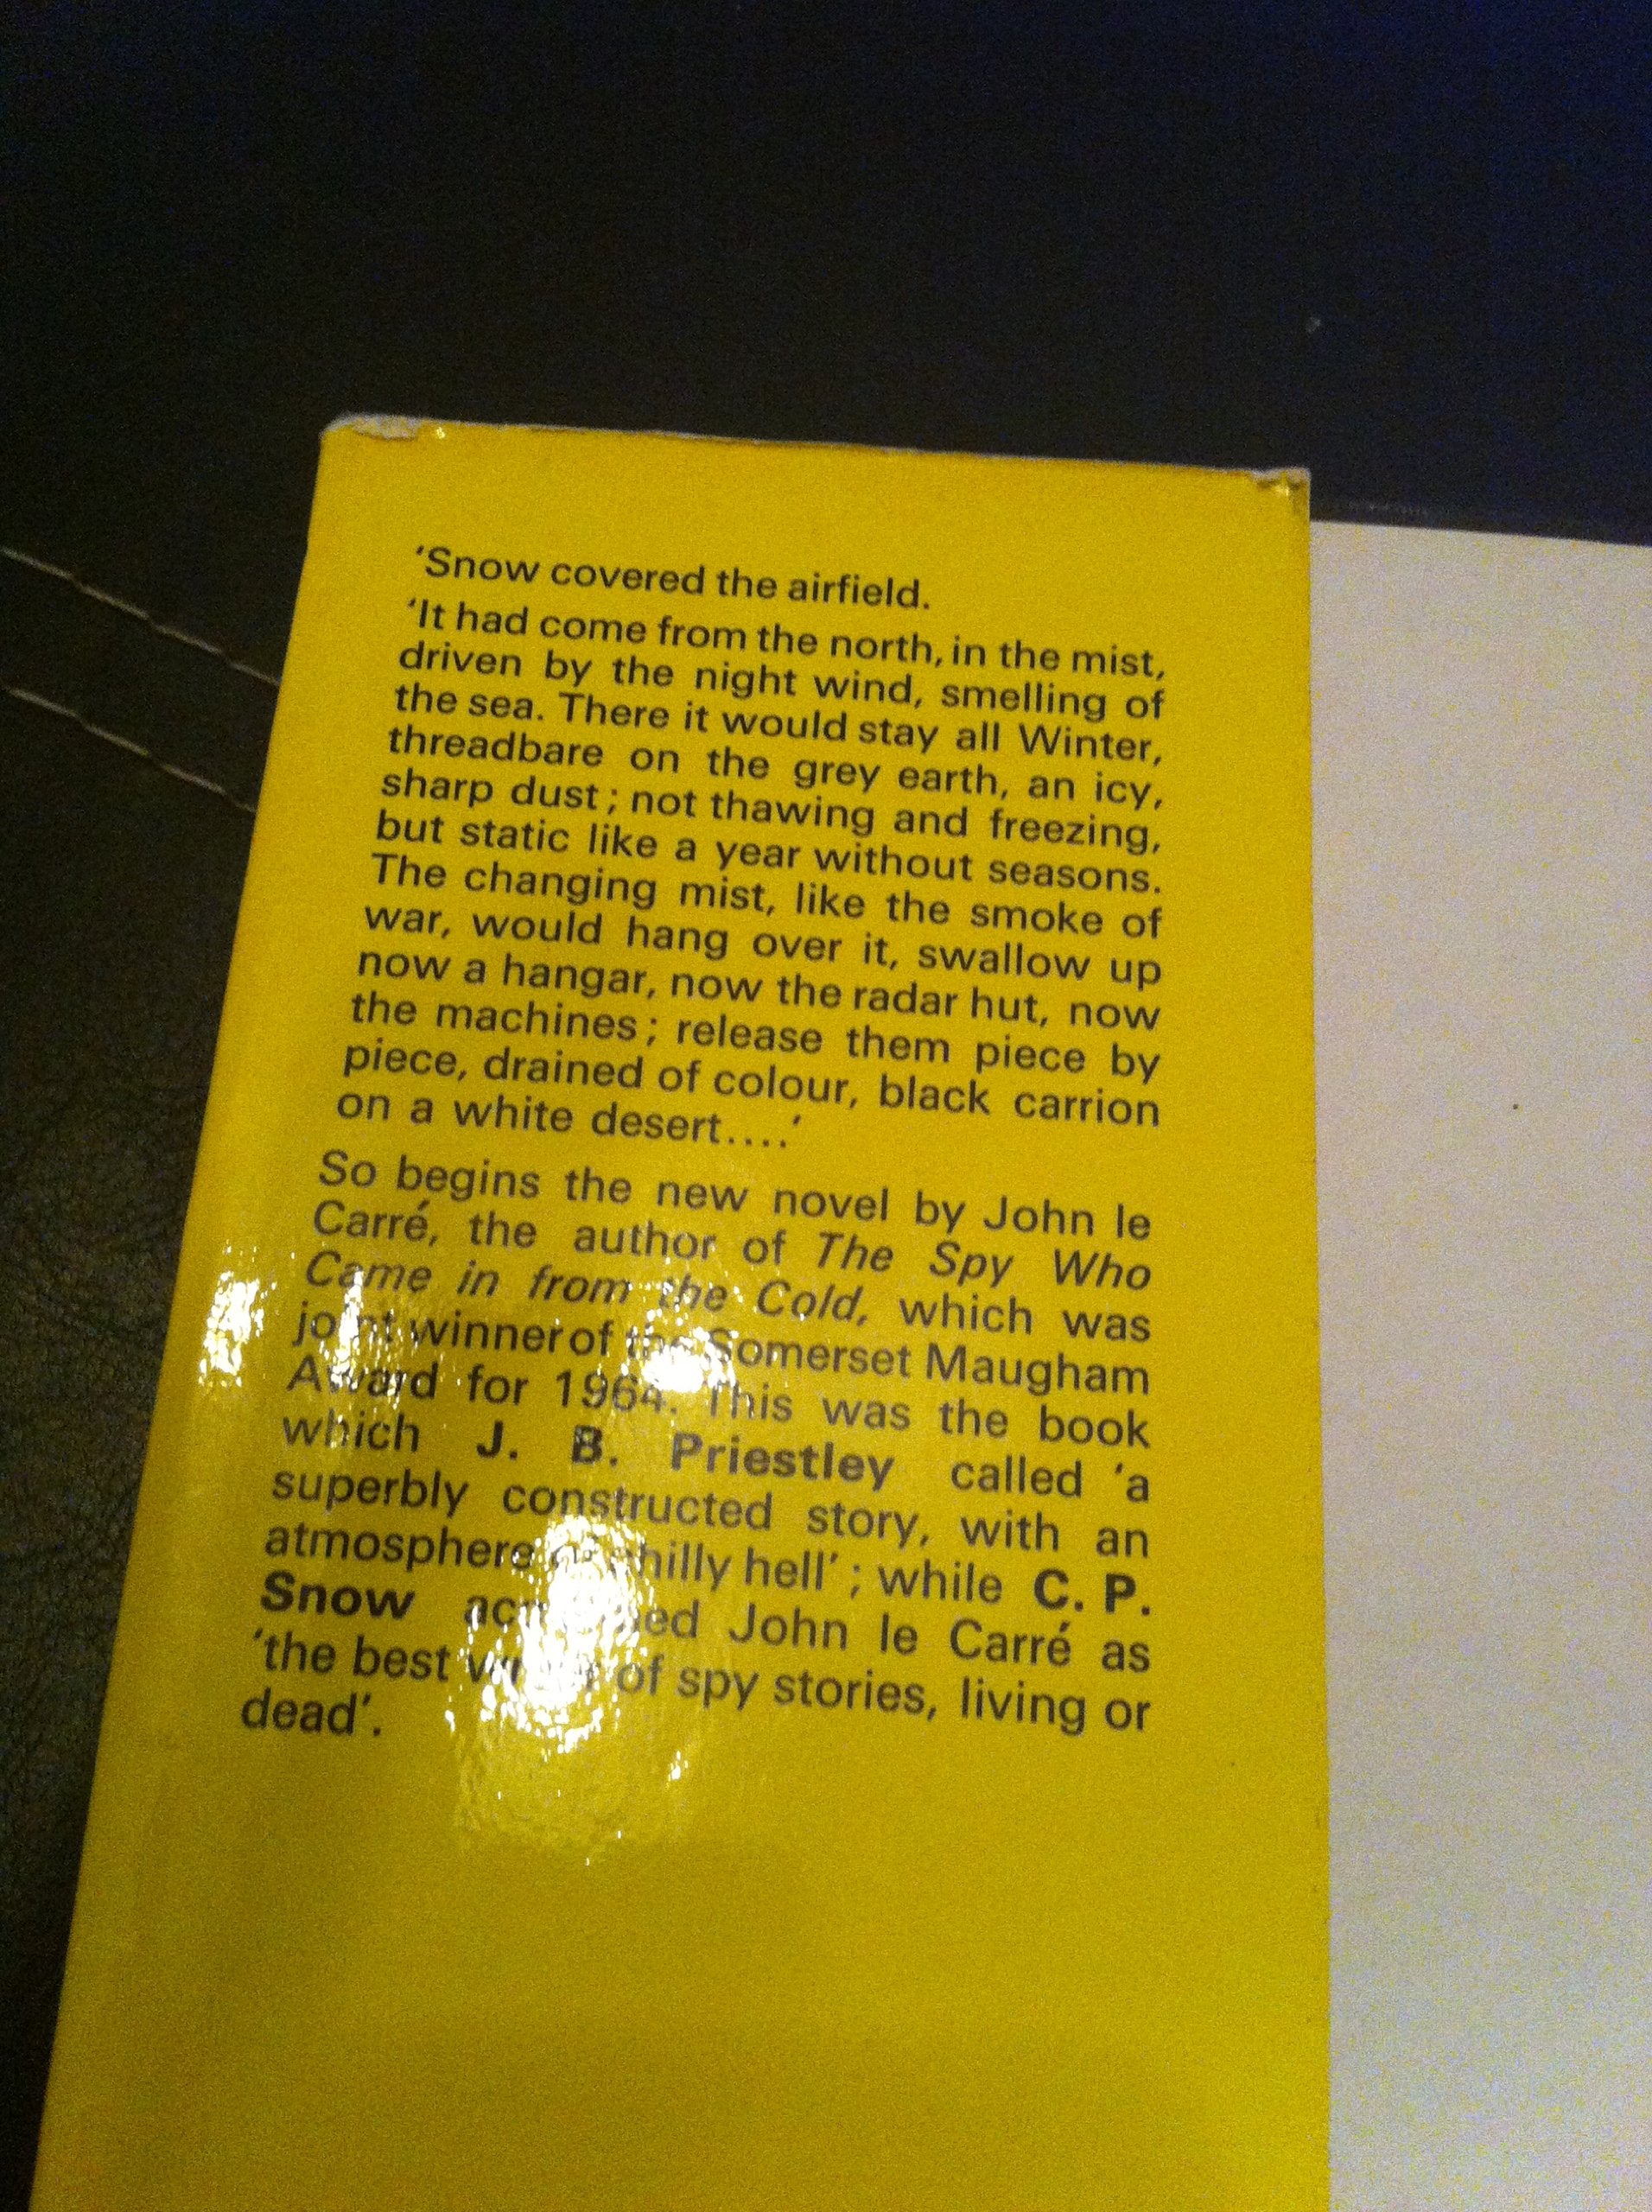 ‘Snow covered the airfield.
‘It had come from the north, in the mist,
driven by the night wind, smelling of
the sea. There it would stay all Winter,
threadbare on the grey earth, an icy,
sharp dust; not thawing and freezing,
but static like a year without seasons.
The changing mist, like the smoke of
war, would hang over it, swallow up
now a hangar, now the radar hut, now
the machines; release them piece by
piece, drained of colour, black carrion
on a white desert....’
So begins the new novel by John le
Carré, the author of The Spy Who
Came in from the Cold, which was
joint winner of the Somerset Maugham
Award for 1964. This was the book
which J. B. Priestley called ‘a
superbly constructed story, with an
atmosphere of chilly hell’; while C. P.
Snow John le Carré as
‘the best of spy stories, living or
dead’.